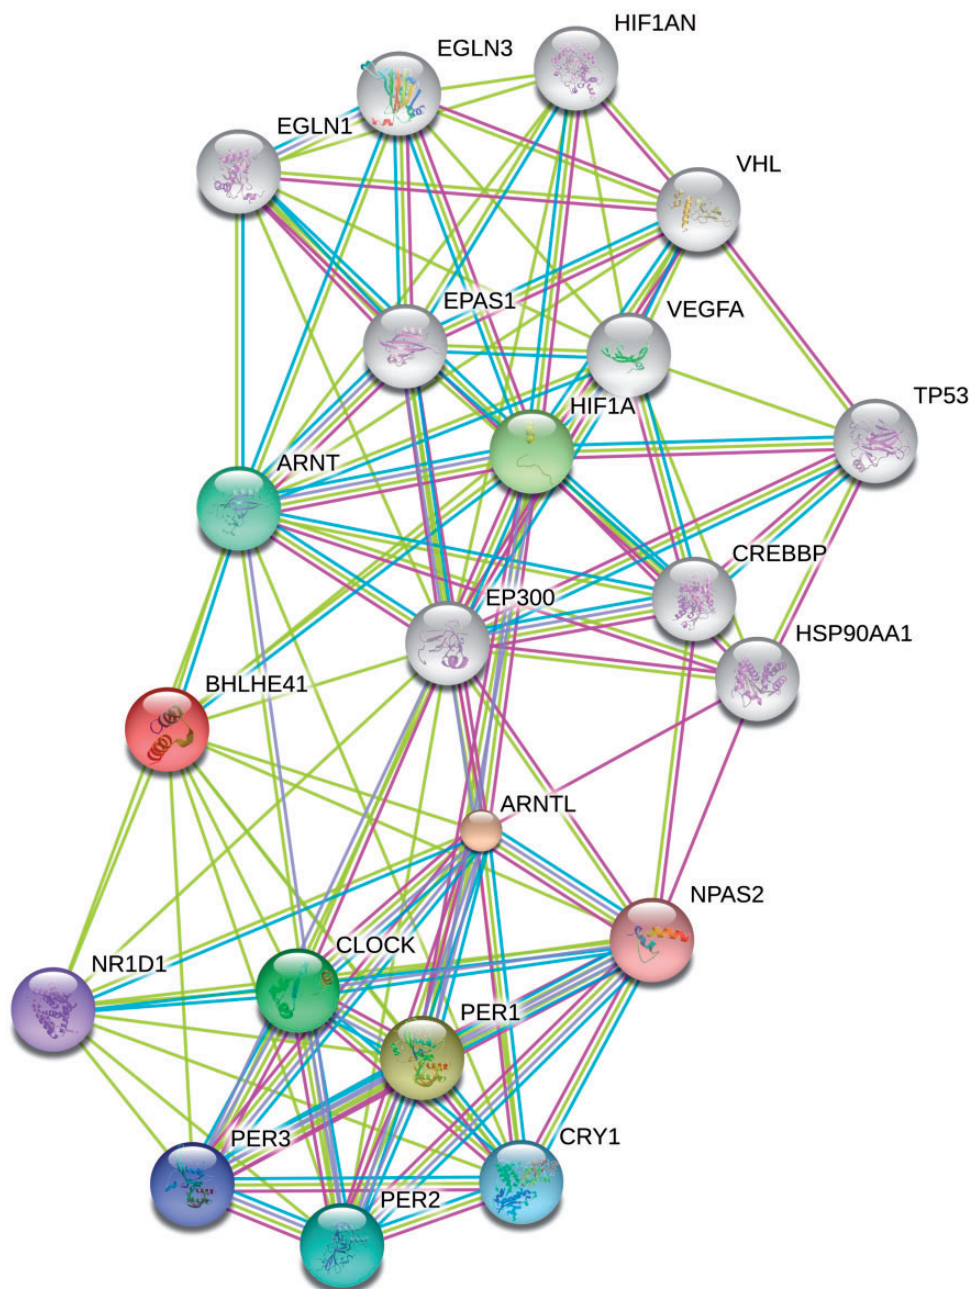 HIF1AN
EGLN3
EGLN1
VHL
EPAS1
VEGFA
HIF1A
TP53
ARNT
CREBBP
EP300
HSP90AA1
BHLHE41
ARNTL
NPAS2
CLOCK
NR1D1
PER1
PER3
CRY1
PER2